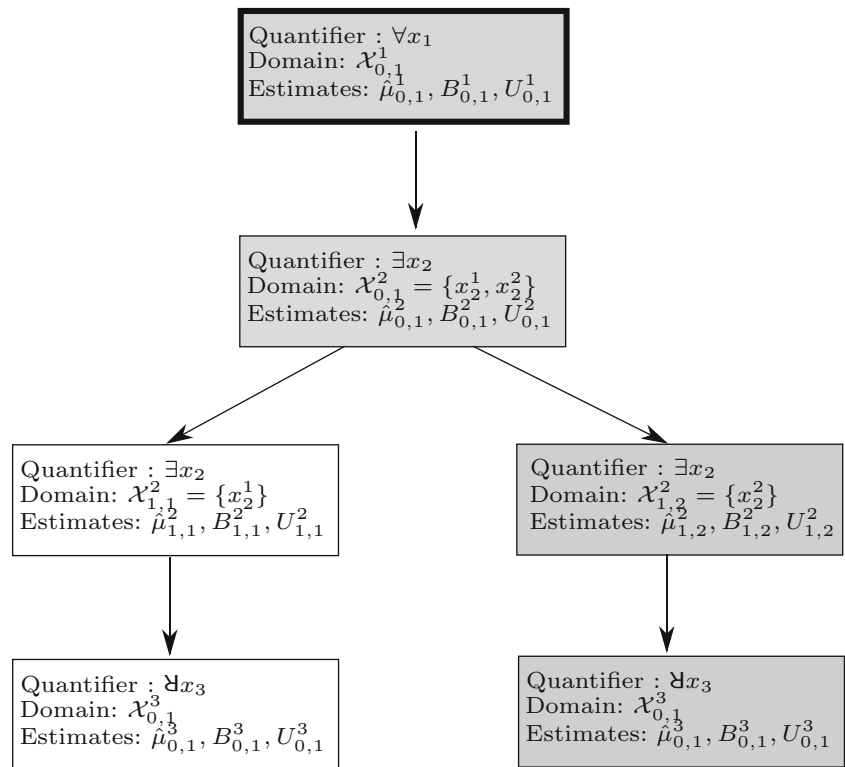 Quantifier : ∀x₁
Domain: 𝒳¹₀,₁
Estimates: μ̂¹₀,₁, B¹₀,₁, U¹₀,₁
Quantifier : ∃x₂
Domain: 𝒳²₀,₁ = {x¹₂, x²₂}
Estimates: μ̂²₀,₁, B²₀,₁, U²₀,₁
Quantifier : ∃x₂
Domain: 𝒳²₁,₁ = {x¹₂}
Estimates: μ̂²₁,₁, B²₁,₁, U²₁,₁
Quantifier : ∃x₂
Domain: 𝒳²₁,₂ = {x²₂}
Estimates: μ̂²₁,₂, B²₁,₂, U²₁,₂
Quantifier : ꓤx₃
Domain: 𝒳³₀,₁
Estimates: μ̂³₀,₁, B³₀,₁, U³₀,₁
Quantifier : ꓤx₃
Domain: 𝒳³₀,₁
Estimates: μ̂³₀,₁, B³₀,₁, U³₀,₁